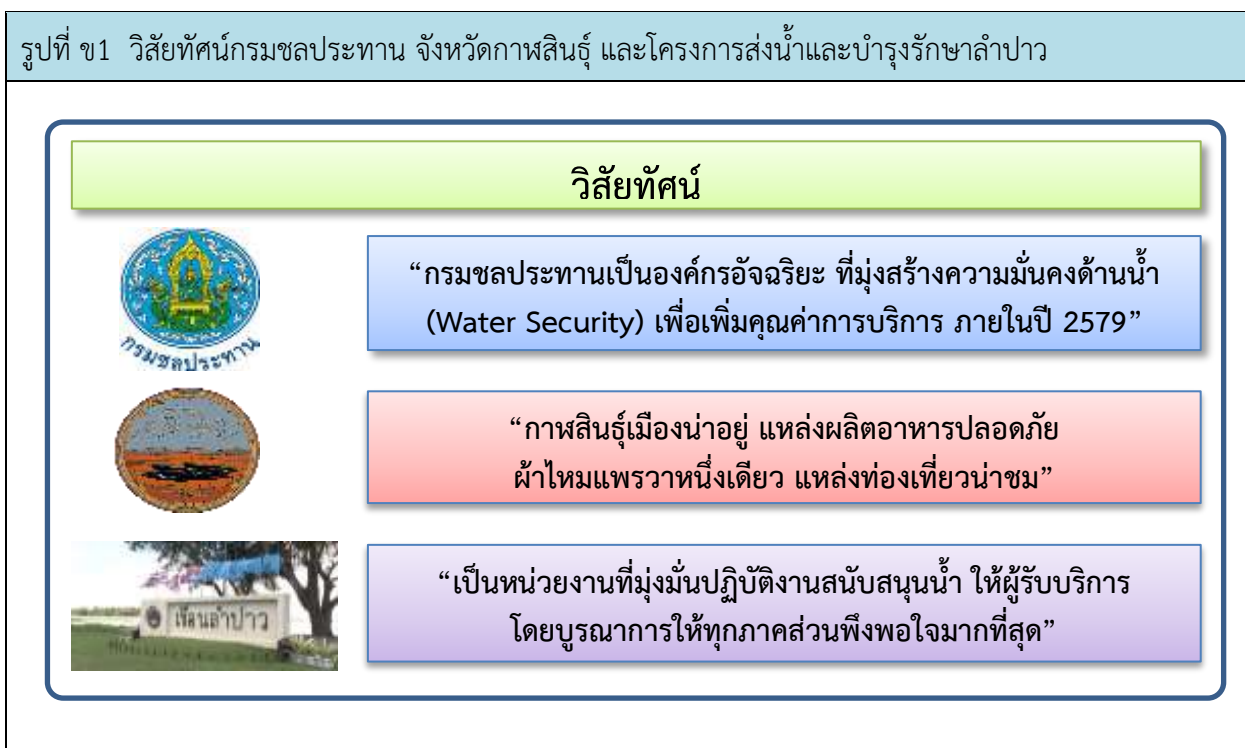 รูปที่ ข1 วิสัยทัศน์กรมชลประทาน จังหวัดกาฬสินธุ์ และโครงการส่งน้ำและบำรุงรักษาลำปาว
วิสัยทัศน์
กรมชลประทาน
“กรมชลประทานเป็นองค์กรอัจฉริยะ ที่มุ่งสร้างความมั่นคงด้านน้ำ
(Water Security) เพื่อเพิ่มคุณค่าการบริการ ภายในปี 2579”
“กาฬสินธุ์เมืองน่าอยู่ แหล่งผลิตอาหารปลอดภัย
ผ้าไหมแพรวาหนึ่งเดียว แหล่งท่องเที่ยวน่าชม”
เขื่อนลำปาว
“เป็นหน่วยงานที่มุ่งมั่นปฏิบัติงานสนับสนุนน้ำ ให้ผู้รับบริการ
โดยบูรณาการให้ทุกภาคส่วนพึงพอใจมากที่สุด”